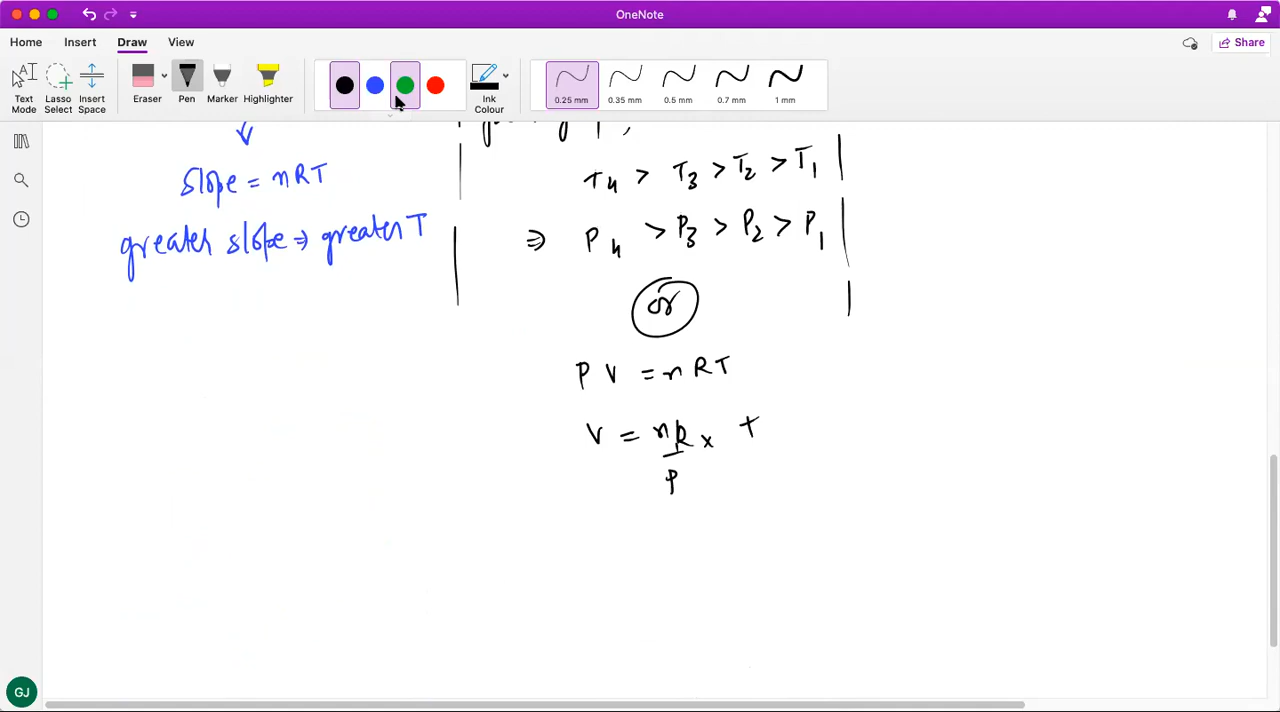 OneNote
Home Insert Draw View
Share
Text Mode
Lasso Select
Insert Space
Eraser
Pen
Marker
Highlighter
Ink Colour
0.25 mm 0.35 mm 0.5 mm 0.7 mm 1 mm
slope = nRT
greater slope ⇒ greater T
T4 > T3 > T2 > T1
⇒ P4 > P3 > P2 > P1
or
PV = nRT
V = nR/P × T
GJ